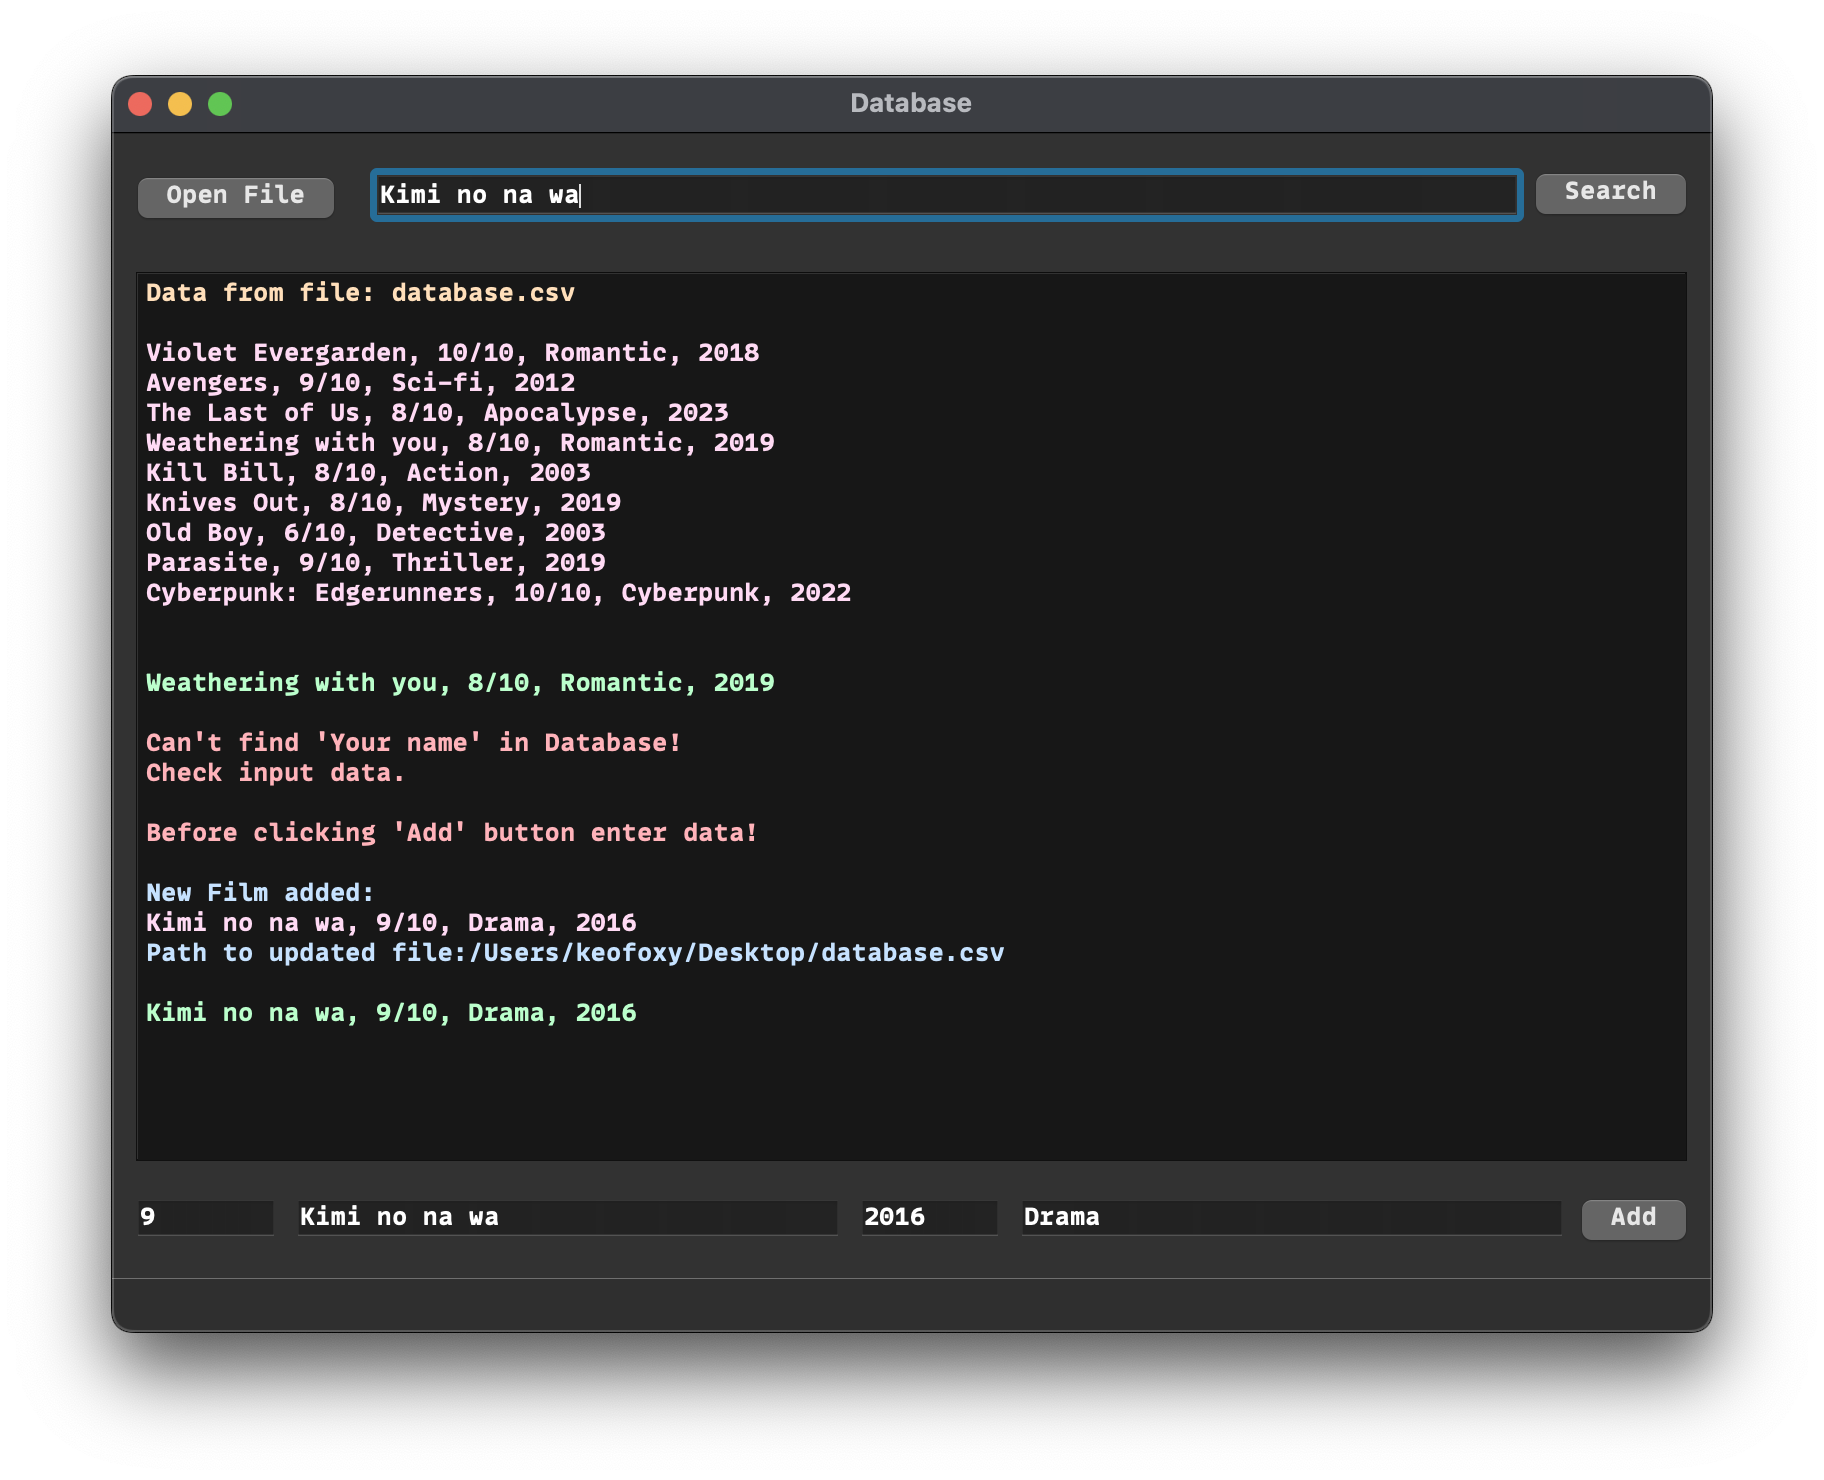 Database
Open File
Kimi no na wa
Search
Data from file: database.csv
Violet Evergarden, 10/10, Romantic, 2018
Avengers, 9/10, Sci-fi, 2012
The Last of Us, 8/10, Apocalypse, 2023
Weathering with you, 8/10, Romantic, 2019
Kill Bill, 8/10, Action, 2003
Knives Out, 8/10, Mystery, 2019
Old Boy, 6/10, Detective, 2003
Parasite, 9/10, Thriller, 2019
Cyberpunk: Edgerunners, 10/10, Cyberpunk, 2022
Weathering with you, 8/10, Romantic, 2019
Can't find 'Your name' in Database!
Check input data.
Before clicking 'Add' button enter data!
New Film added:
Kimi no na wa, 9/10, Drama, 2016
Path to updated file:/Users/keofoxy/Desktop/database.csv
Kimi no na wa, 9/10, Drama, 2016
9
Kimi no na wa
2016
Drama
Add